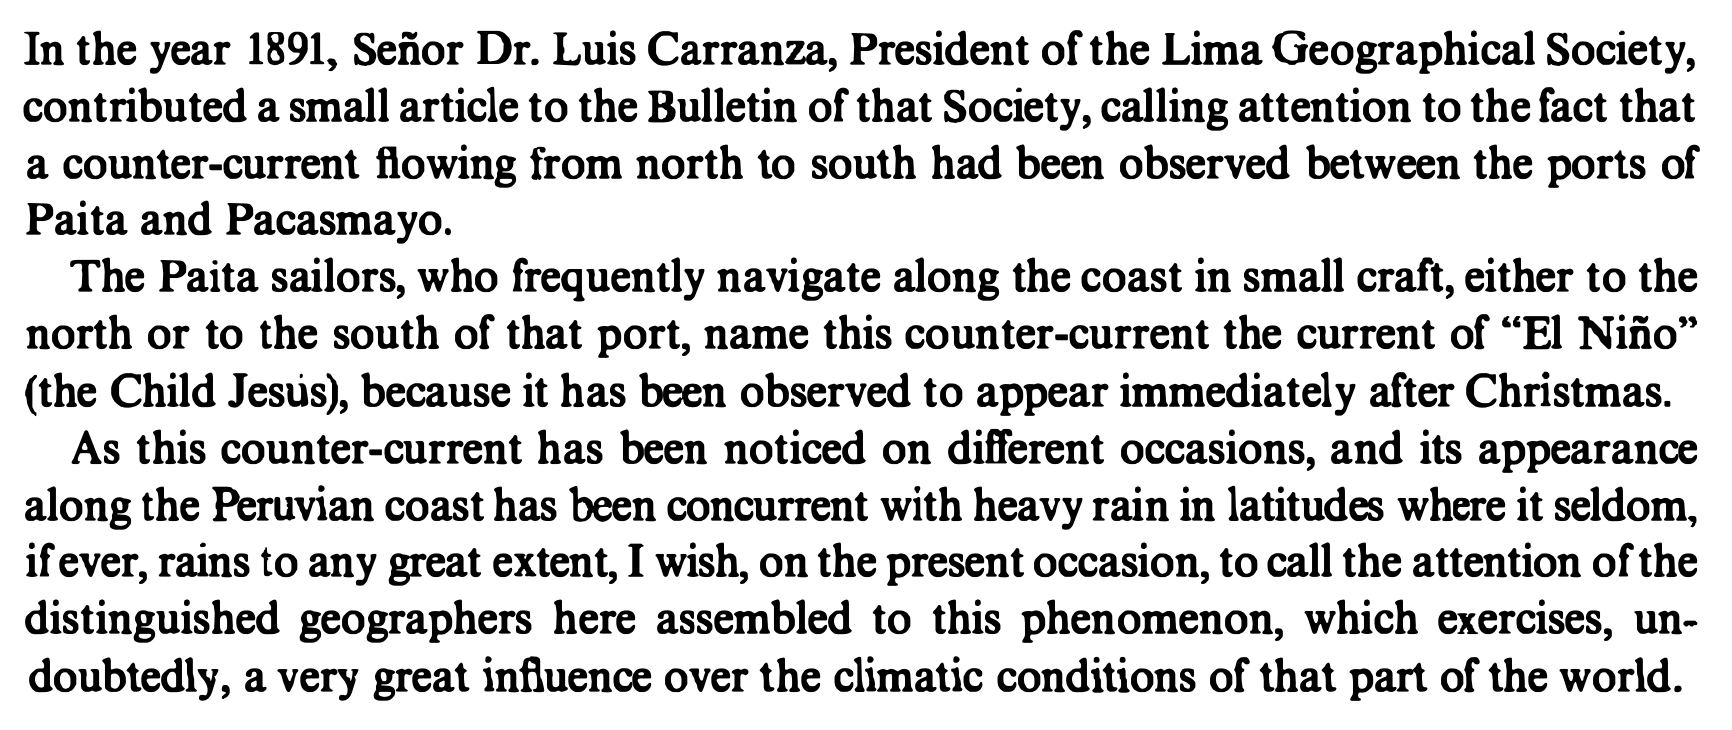 In the year 1891, Señor Dr. Luis Carranza, President of the Lima Geographical Society,
contributed a small article to the Bulletin of that Society, calling attention to the fact that
a counter-current flowing from north to south had been observed between the ports of
Paita and Pacasmayo.
The Paita sailors, who frequently navigate along the coast in small craft, either to the
north or to the south of that port, name this counter-current the current of “El Niño”
(the Child Jesus), because it has been observed to appear immediately after Christmas.
As this counter-current has been noticed on different occasions, and its appearance
along the Peruvian coast has been concurrent with heavy rain in latitudes where it seldom,
if ever, rains to any great extent, I wish, on the present occasion, to call the attention of the
distinguished geographers here assembled to this phenomenon, which exercises, un-
doubtedly, a very great influence over the climatic conditions of that part of the world.